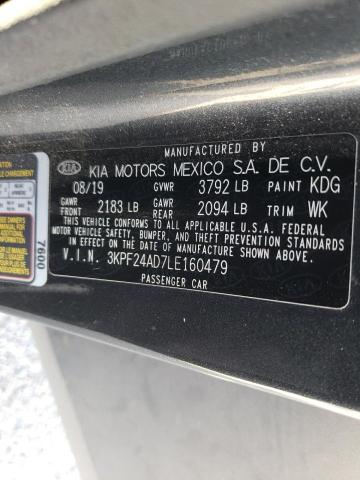 MANUFACTURED BY
KIA KIA MOTORS MEXICO S.A. DE C.V.
08/19 GVWR 3792 LB PAINT KDG
GAWR FRONT 2183 LB GAWR REAR 2094 LB TRIM WK
THIS VEHICLE CONFORMS TO ALL APPLICABLE U.S.A. FEDERAL
MOTOR VEHICLE SAFETY, BUMPER, AND THEFT PREVENTION
STANDARDS IN EFFECT ON THE DATE OF MANUFACTURE SHOWN ABOVE.
V.I.N. 3KPF24AD7LE160479
PASSENGER CAR
7600